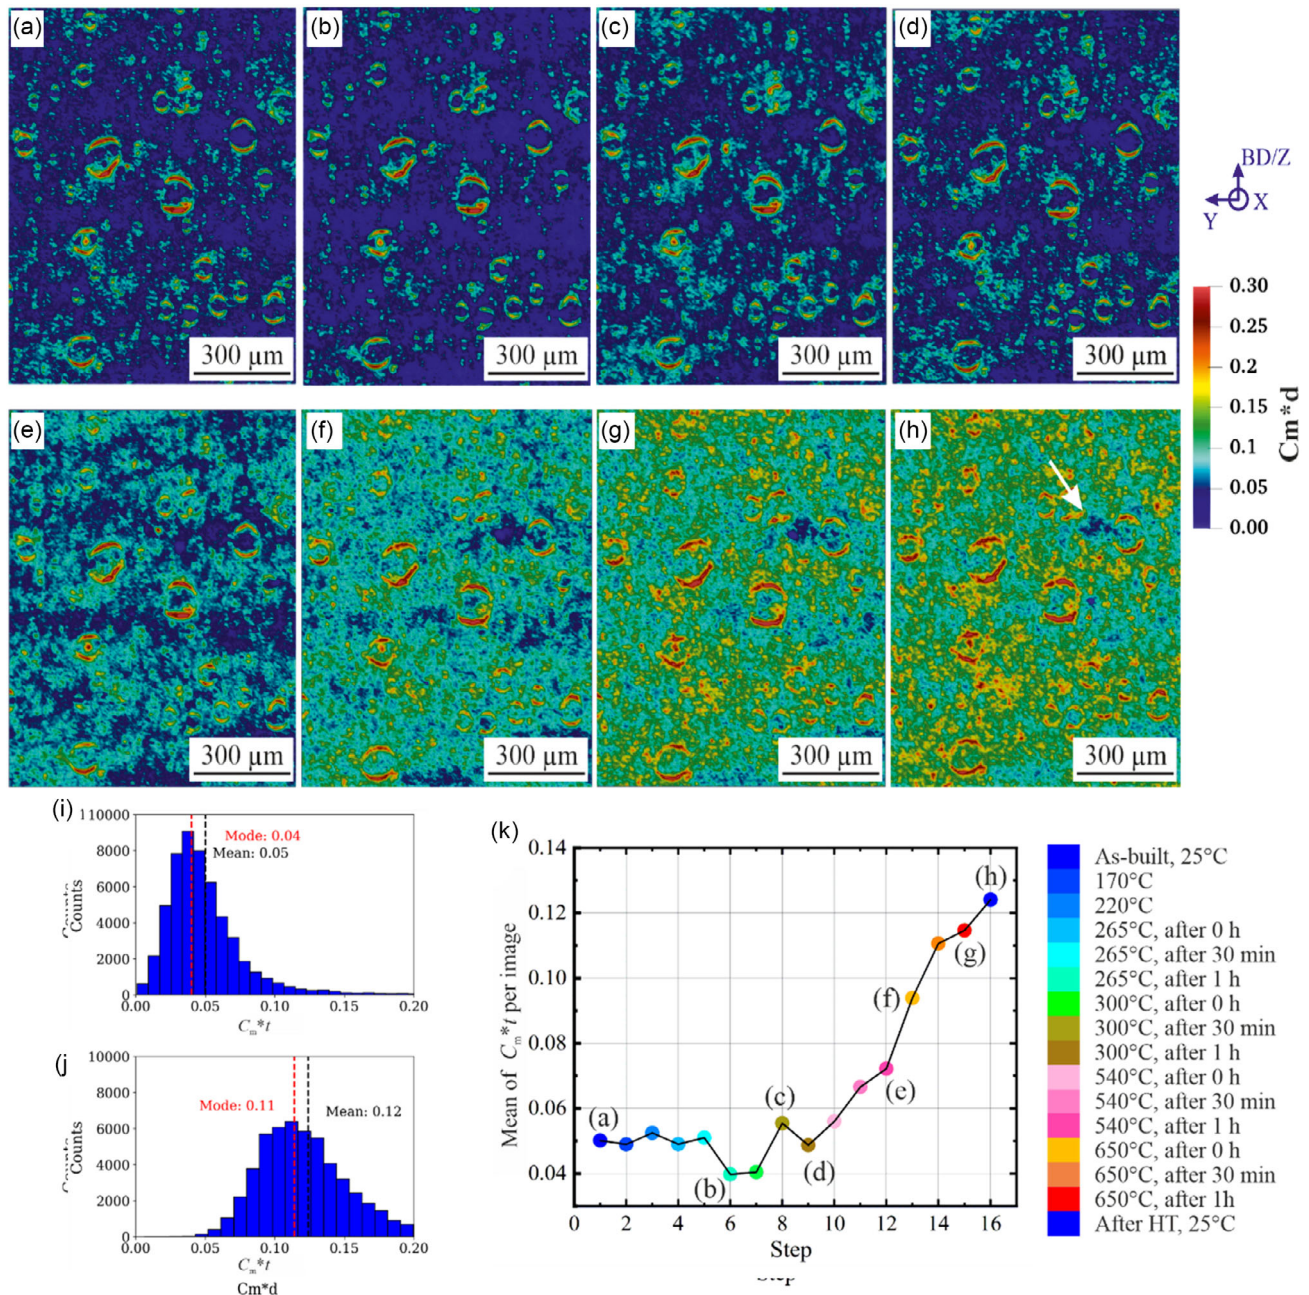 (a)
(b)
(c)
(d)
300 µm
300 µm
300 µm
300 µm
BD/Z
Y
X
0.30
0.25
0.2
0.15
0.1
0.05
0.00
Cm*d
(e)
(f)
(g)
(h)
300 µm
300 µm
300 µm
300 µm
(i)
110000
8000
6000
4000
2000
0
Counts
Counts
Mode: 0.04
Mean: 0.05
0.00
0.05
0.10
0.15
0.20
Cm*t
(j)
10000
8000
6000
4000
2000
0
Counts
Counts
Mode: 0.11
Mean: 0.12
0.00
0.05
0.10
0.15
0.20
Cm*t
Cm*d
(k)
0.14
0.12
0.10
0.08
0.06
0.04
Mean of Cm*t per image
(a)
(b)
(c)
(d)
(e)
(f)
(g)
(h)
0
2
4
6
8
10
12
14
16
Step
Step
As-built, 25°C
170°C
220°C
265°C, after 0 h
265°C, after 30 min
265°C, after 1 h
300°C, after 0 h
300°C, after 30 min
300°C, after 1 h
540°C, after 0 h
540°C, after 30 min
540°C, after 1 h
650°C, after 0 h
650°C, after 30 min
650°C, after 1h
After HT, 25°C